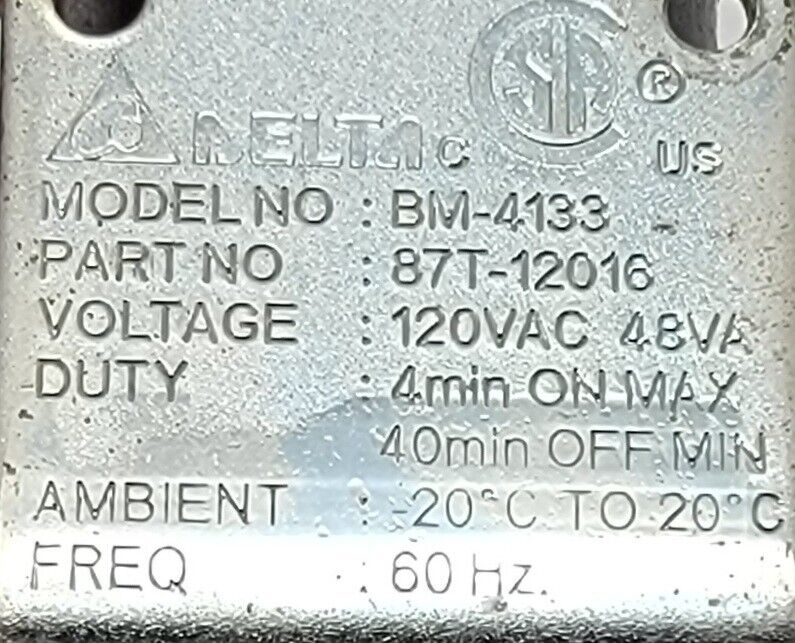 DELTA C SA ® US
MODEL NO : BM-4133
PART NO : 87T-12016
VOLTAGE : 120VAC 48VA
DUTY : 4min ON MAX
40min OFF MIN
AMBIENT : -20°C TO 20°C
FREQ : 60 Hz.